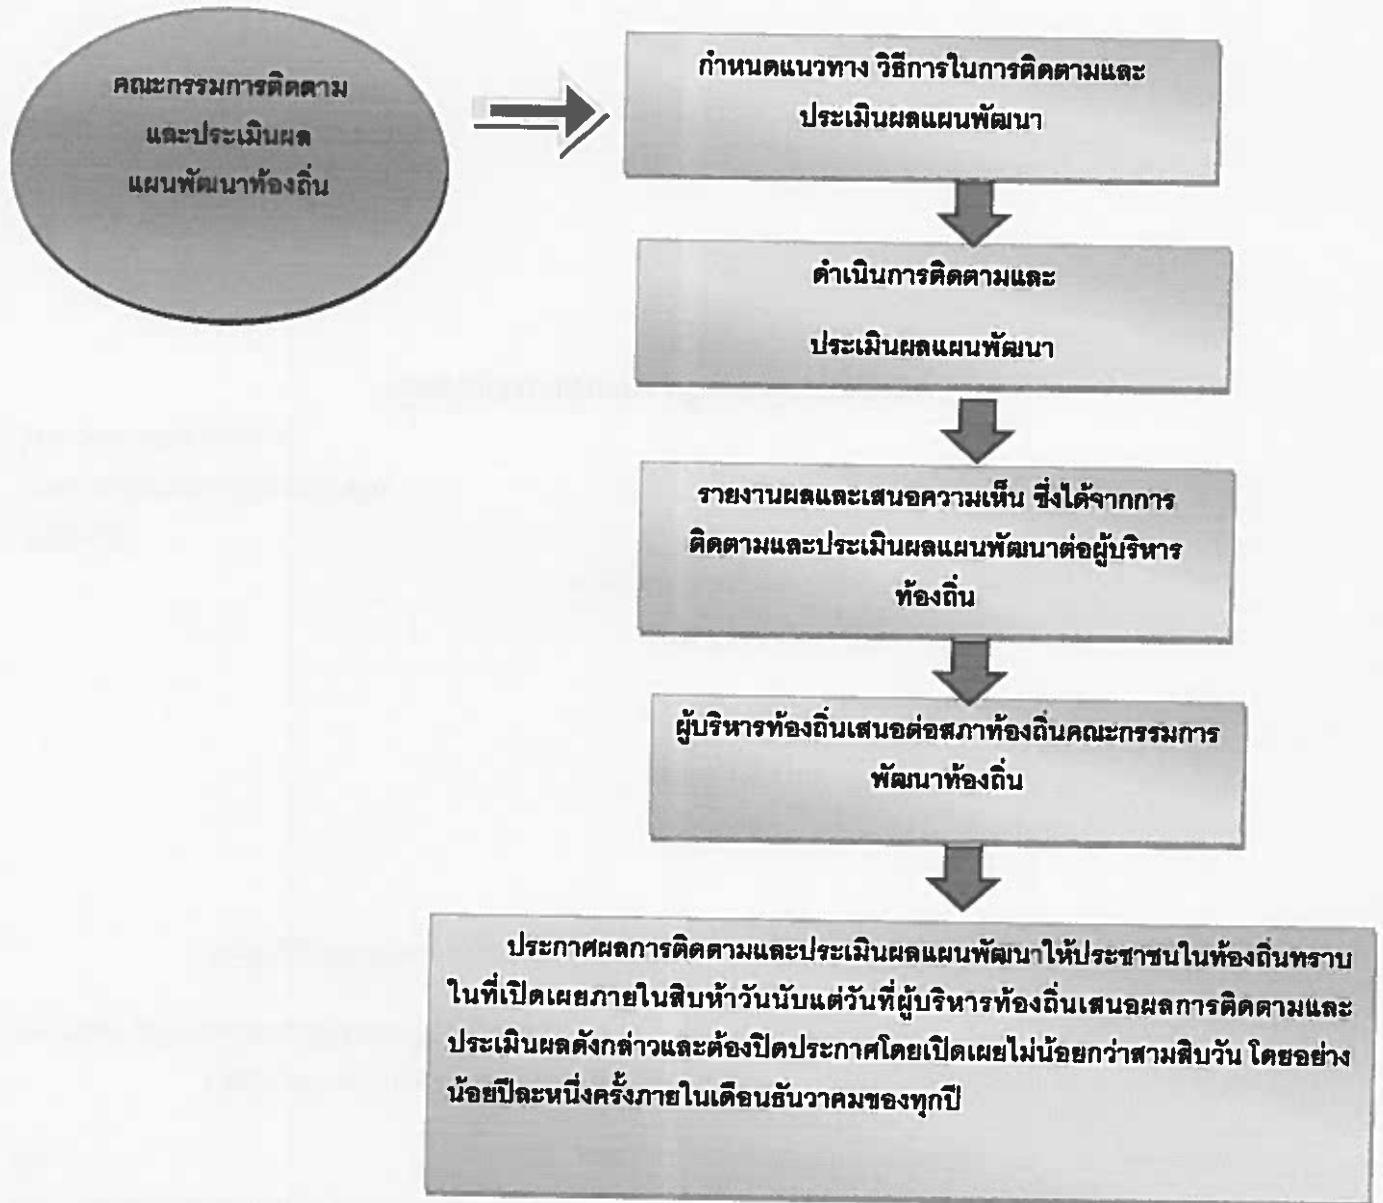 คณะกรรมการติดตาม
และประเมินผล
แผนพัฒนาท้องถิ่น
กำหนดแนวทาง วิธีการในการติดตามและ
ประเมินผลแผนพัฒนา
ดำเนินการติดตามและ
ประเมินผลแผนพัฒนา
รายงานผลและเสนอความเห็น ซึ่งได้จากการ
ติดตามและประเมินผลแผนพัฒนาต่อผู้บริหาร
ท้องถิ่น
ผู้บริหารท้องถิ่นเสนอต่อสภาท้องถิ่นคณะกรรมการ
พัฒนาท้องถิ่น
ประกาศผลการติดตามและประเมินผลแผนพัฒนาให้ประชาชนในท้องถิ่นทราบ
ในที่เปิดเผยภายในสิบห้าวันนับแต่วันที่ผู้บริหารท้องถิ่นเสนอผลการติดตามและ
ประเมินผลดังกล่าวและต้องปิดประกาศโดยเปิดเผยไม่น้อยกว่าสามสิบวัน โดยอย่าง
น้อยปีละหนึ่งครั้งภายในเดือนธันวาคมของทุกปี